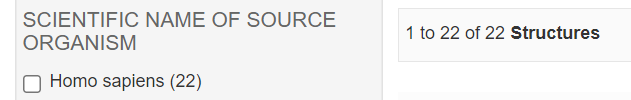 SCIENTIFIC NAME OF SOURCE
ORGANISM
Homo sapiens (22)
1 to 22 of 22 Structures